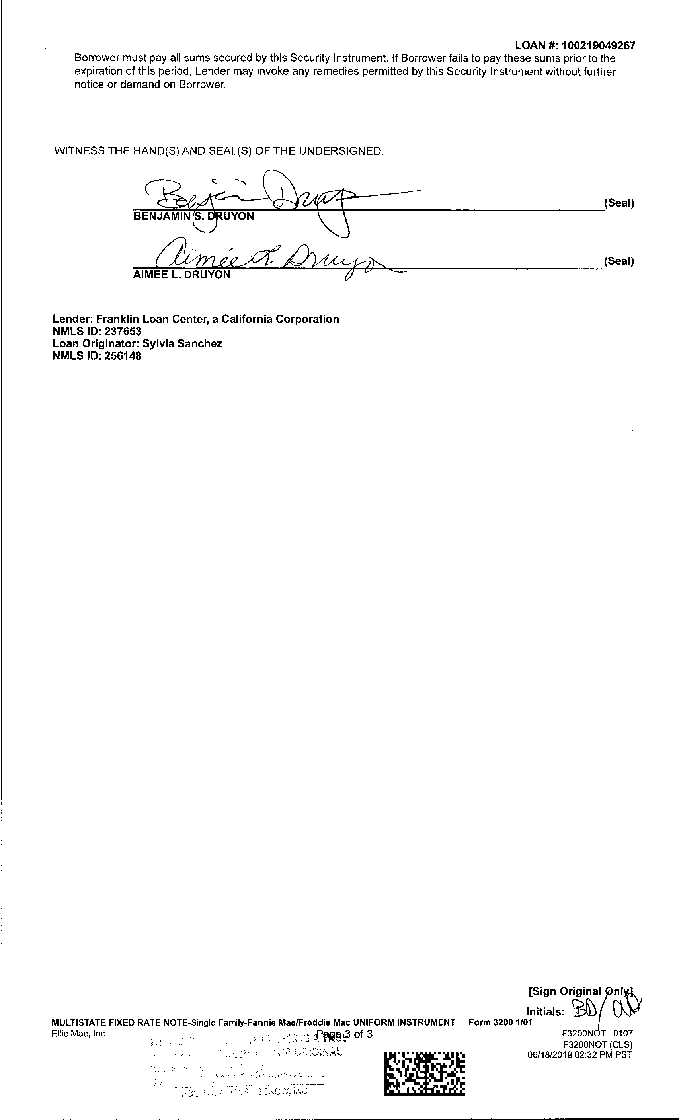 LOAN #: 100219049267
Borrower must pay all sums secured by this Security Instrument. If Borrower fails to pay these sums prior to the
expiration of this period, Lender may invoke any remedies permitted by this Security Instrument without further
notice or demand on Borrower.
WITNESS THE HAND(S) AND SEAL(S) OF THE UNDERSIGNED.
(Seal)
BENJAMIN S. DRUYON
Aimée L Druyon (Seal)
AIMEE L. DRUYON
Lender: Franklin Loan Center, a California Corporation
NMLS ID: 237653
Loan Originator: Sylvia Sanchez
NMLS ID: 256148
[Sign Original Only]
Initials: BD/
MULTISTATE FIXED RATE NOTE-Single Family-Fannie Mae/Freddie Mac UNIFORM INSTRUMENT Form 3200 1/01
Ellie Mae, Inc. Page 3 of 3 F3200NOT 0107
F3200NOT (CLS)
06/18/2019 02:32 PM PST